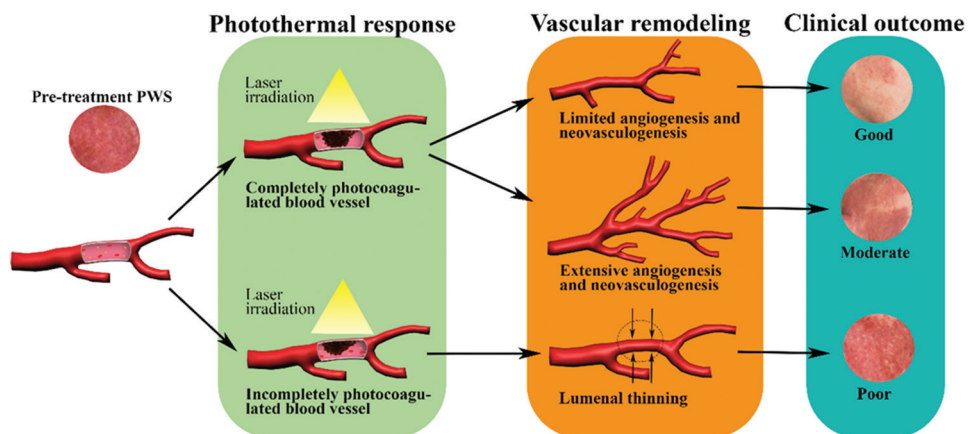 Photothermal response
Vascular remodeling
Clinical outcome
Pre-treatment PWS
Laser
irradiation
Completely photocoagu-
lated blood vessel
Limited angiogenesis and
neovasculogenesis
Good
Extensive angiogenesis
and neovasculogenesis
Moderate
Laser
irradiation
Incompletely photocoagu-
lated blood vessel
Lumenal thinning
Poor